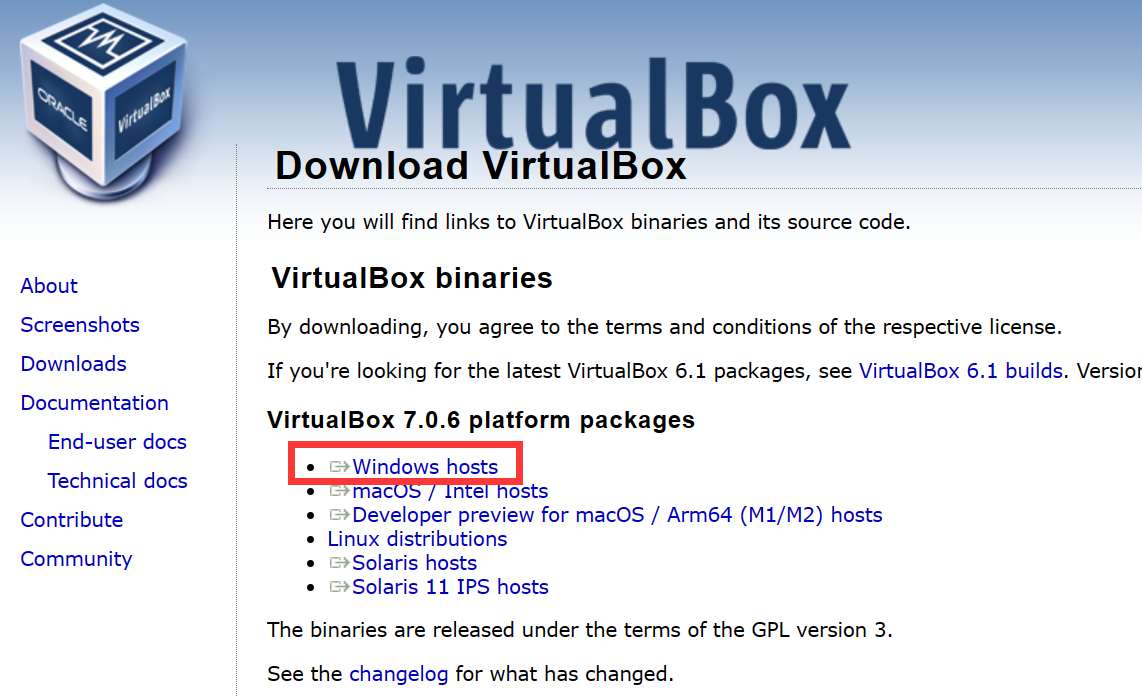 ORACLE
VirtualBox
VirtualBox
Download VirtualBox
Here you will find links to VirtualBox binaries and its source code.
About
Screenshots
Downloads
Documentation
End-user docs
Technical docs
Contribute
Community
VirtualBox binaries
By downloading, you agree to the terms and conditions of the respective license.
If you're looking for the latest VirtualBox 6.1 packages, see VirtualBox 6.1 builds. Version
VirtualBox 7.0.6 platform packages
Windows hosts
macOS / Intel hosts
Developer preview for macOS / Arm64 (M1/M2) hosts
Linux distributions
Solaris hosts
Solaris 11 IPS hosts
The binaries are released under the terms of the GPL version 3.
See the changelog for what has changed.